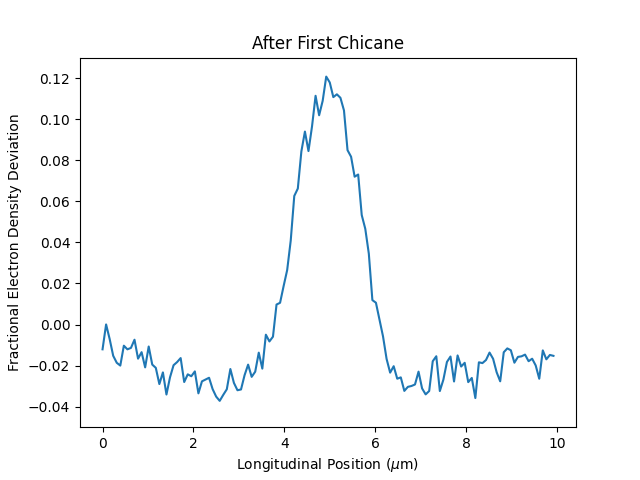 After First Chicane
Fractional Electron Density Deviation
0.12
0.10
0.08
0.06
0.04
0.02
0.00
−0.02
−0.04
0 2 4 6 8 10
Longitudinal Position (μm)